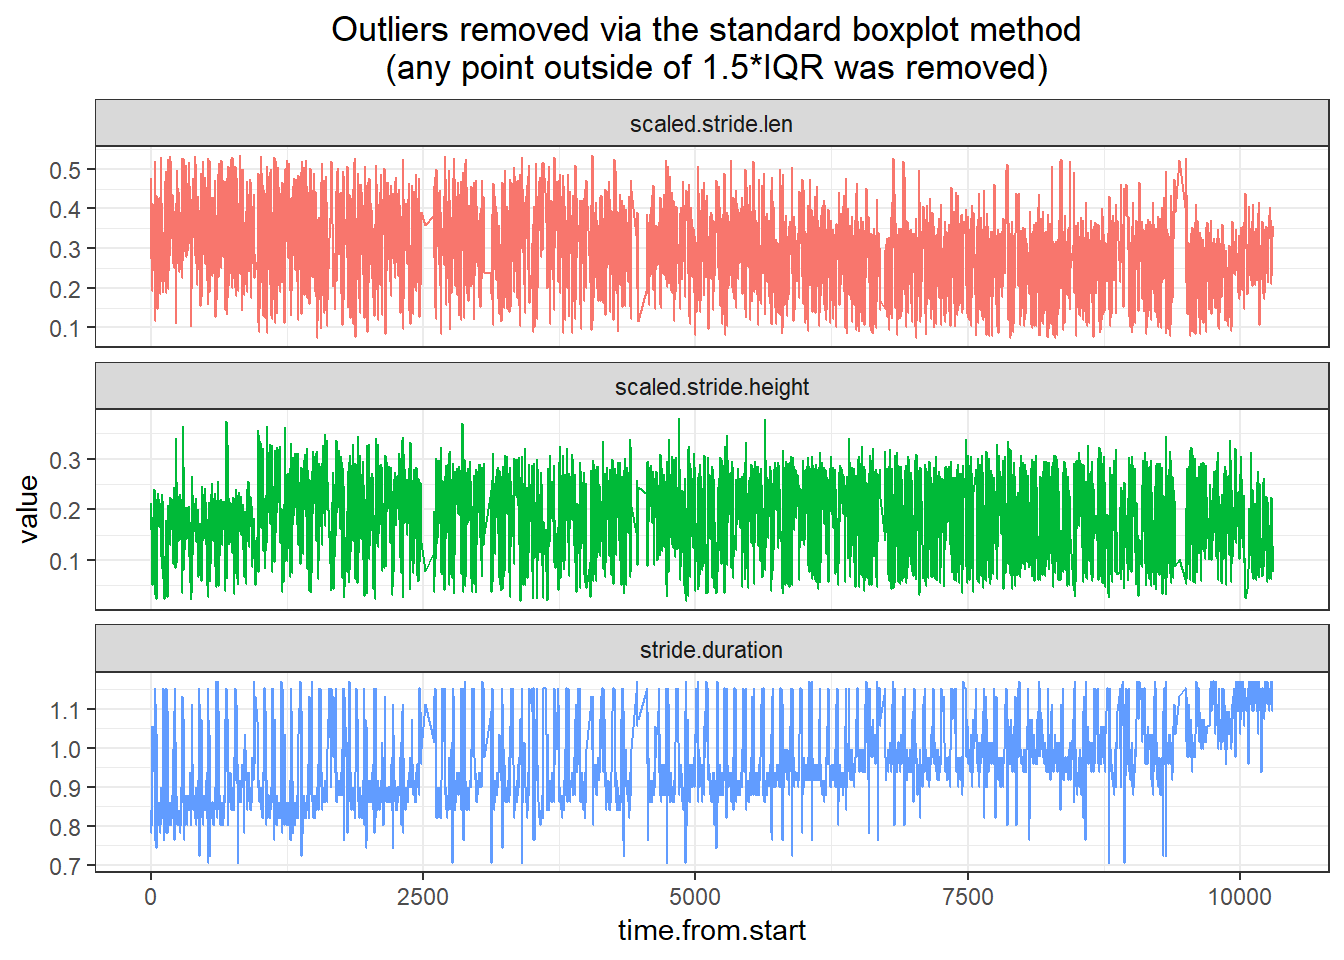 Outliers removed via the standard boxplot method
(any point outside of 1.5*IQR was removed)
scaled.stride.len
0.5
0.4
0.3
0.2
0.1
scaled.stride.height
0.3
0.2
0.1
value
stride.duration
1.1
1.0
0.9
0.8
0.7
0 2500 5000 7500 10000
time.from.start